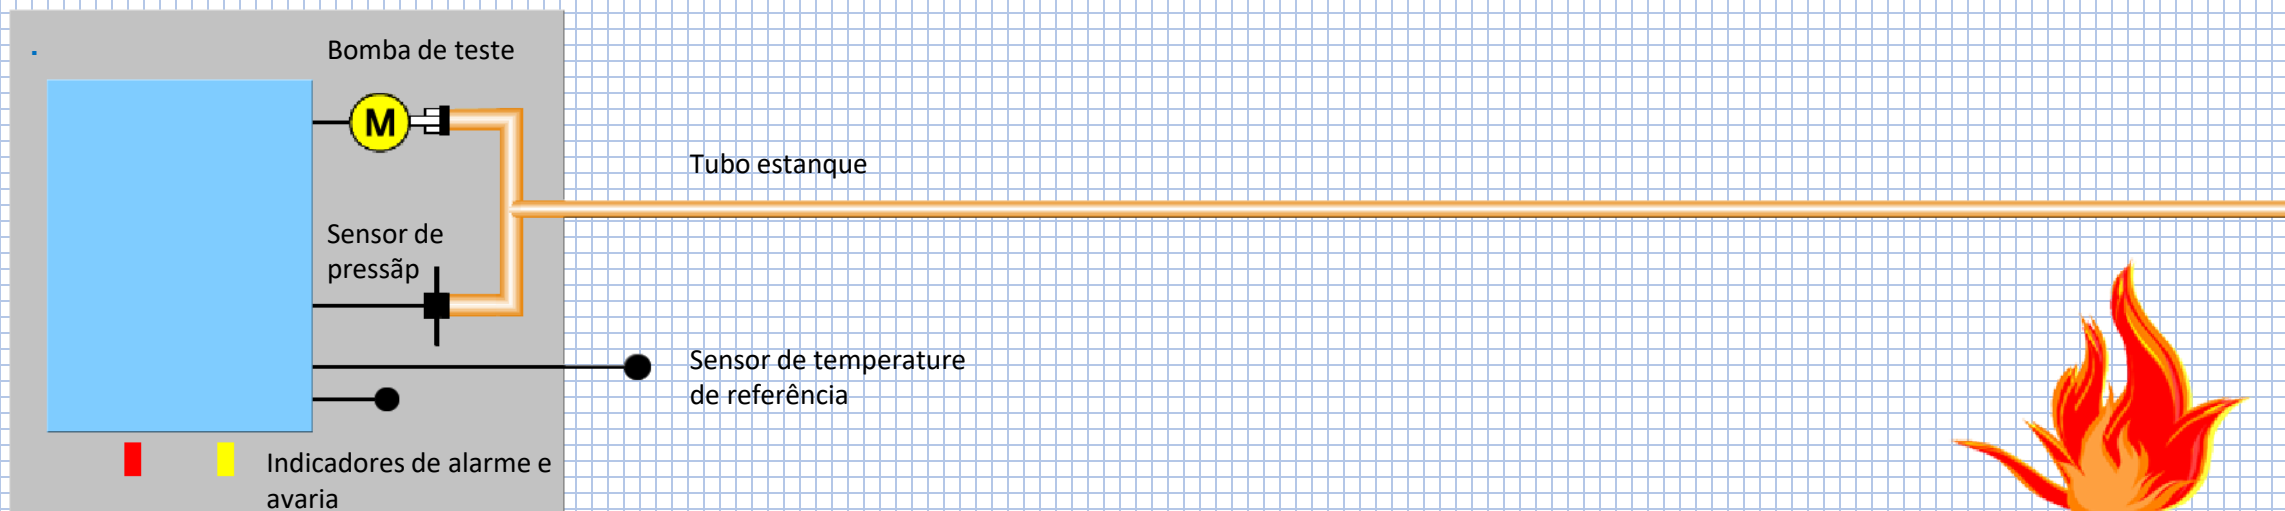 Bomba de teste
M
Tubo estanque
Sensor de
pressãp
Sensor de temperature
de referência
Indicadores de alarme e
avaria